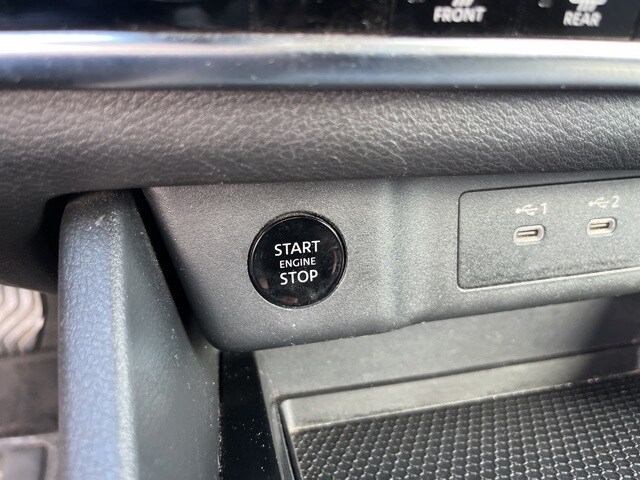 FRONT
REAR
START
ENGINE
STOP
1
2